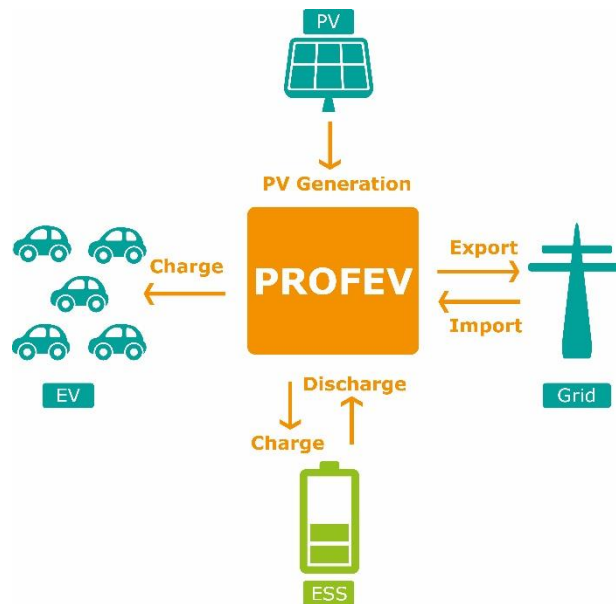 PV
PV Generation
Charge
PROFEV
Export
Import
EV
Grid
Discharge
Charge
ESS